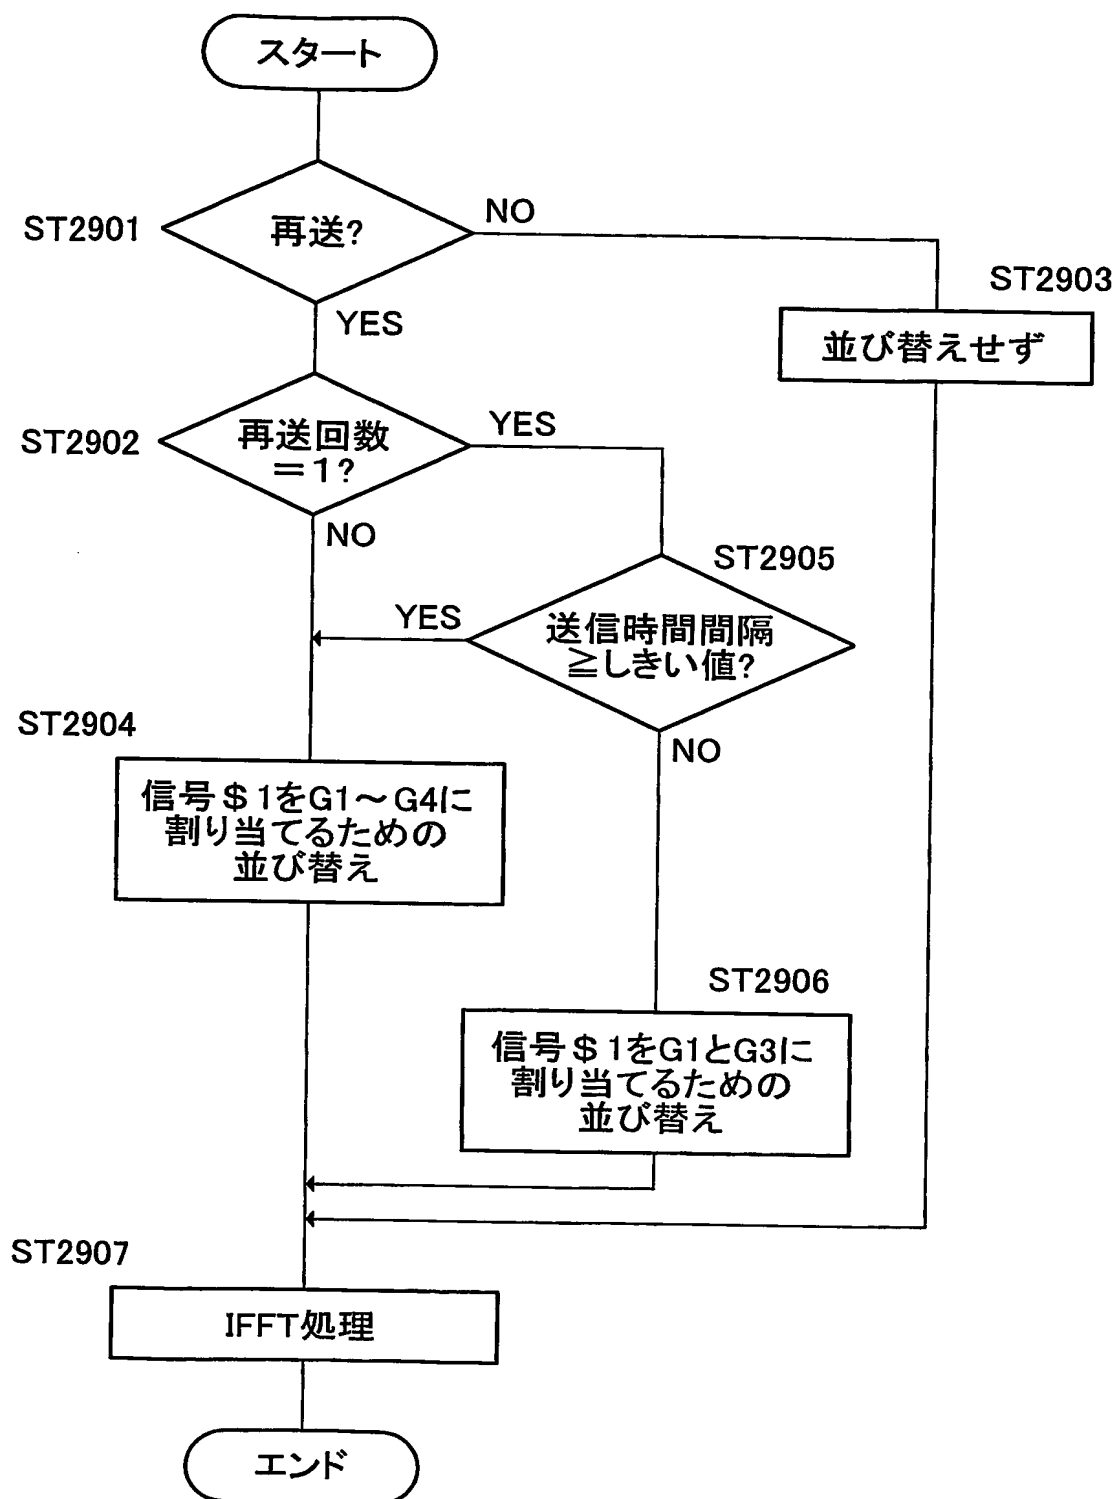 スタート
ST2901
再送?
NO
YES
ST2903
並び替えせず
ST2902
再送回数
=1?
YES
NO
ST2905
送信時間間隔
≧しきい値?
YES
NO
ST2904
信号$1をG1～G4に
割り当てるための
並び替え
ST2906
信号$1をG1とG3に
割り当てるための
並び替え
ST2907
IFFT処理
エンド